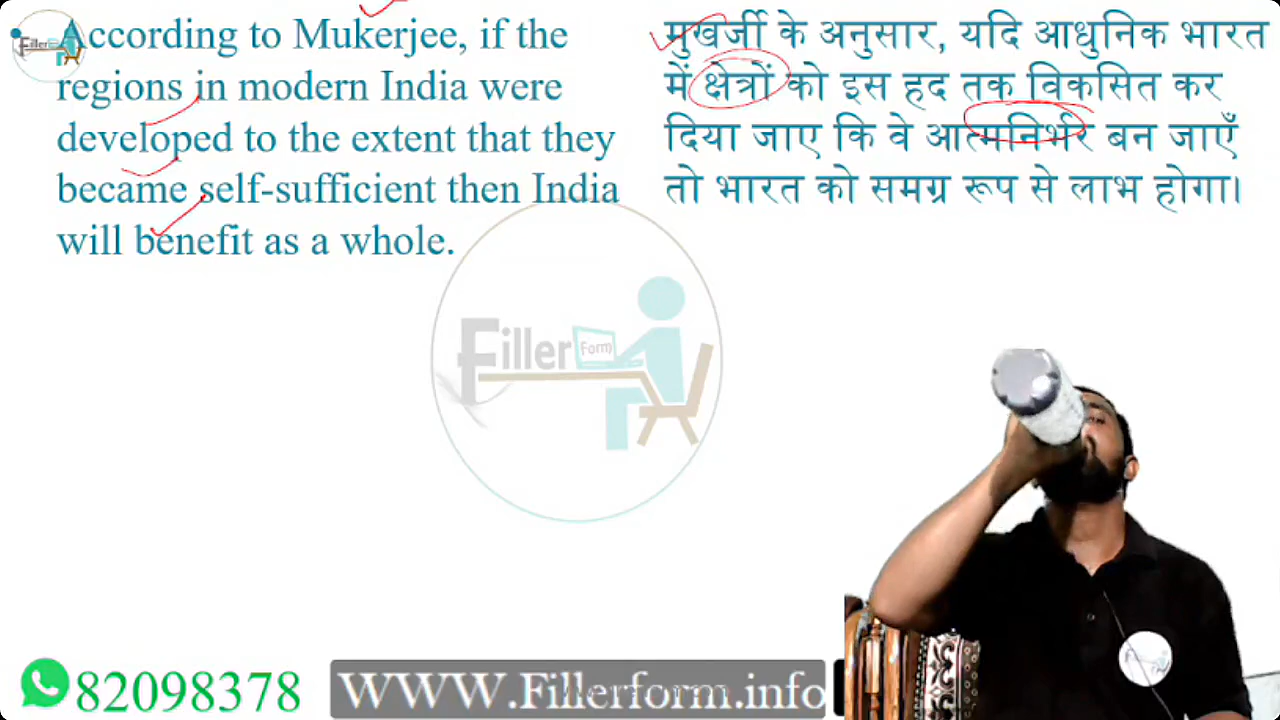 According to Mukerjee, if the
regions in modern India were
developed to the extent that they
became self-sufficient then India
will benefit as a whole.
मुखर्जी के अनुसार, यदि आधुनिक भारत
में क्षेत्रों को इस हद तक विकसित कर
दिया जाए कि वे आत्मनिर्भर बन जाएँ
तो भारत को समग्र रूप से लाभ होगा।
Filler Form
82098378
WWW.Fillerform.info